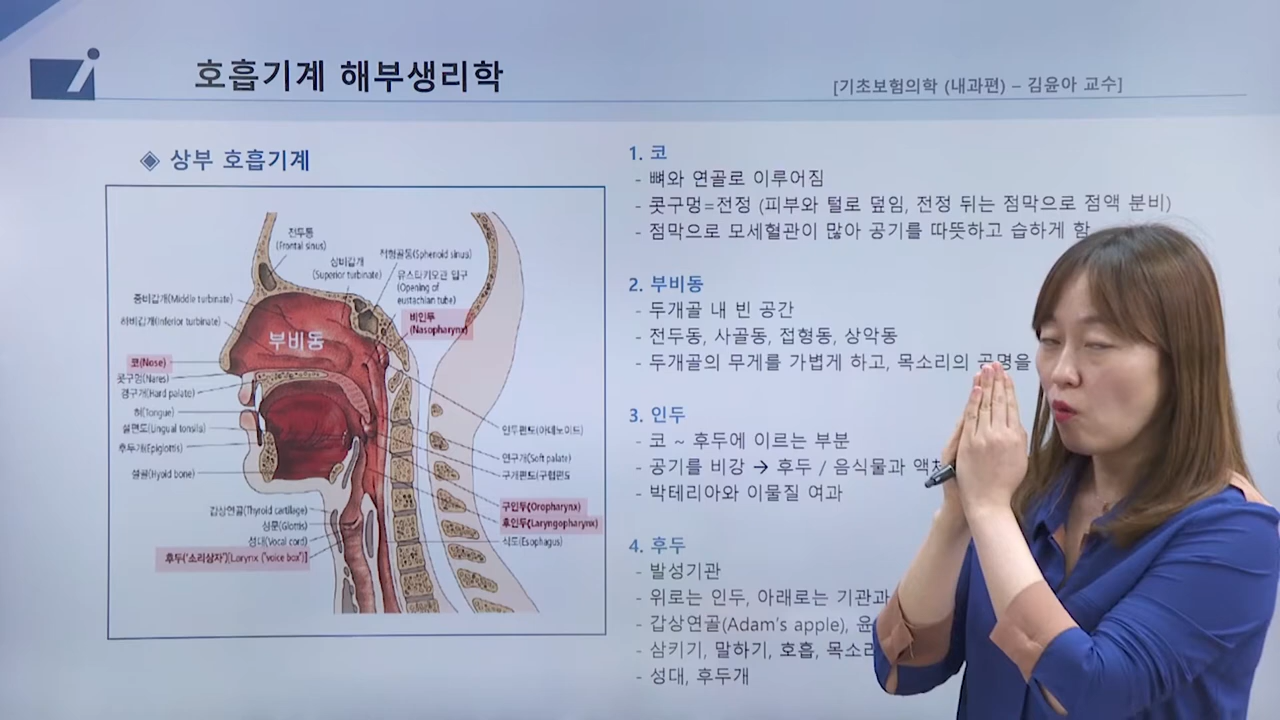 호흡기계 해부생리학
[기초보험의학 (내과편) – 김윤아 교수]
◈ 상부 호흡기계
전두동
(Frontal sinus)
상비갑개
(Superior turbinate)
접형골동(Sphenoid sinus)
유스타키오관 입구
(Opening of
eustachian tube)
중비갑개(Middle turbinate)
하비갑개(Inferior turbinate)
비인두
(Nasopharynx)
부비동
코(Nose)
콧구멍(Nares)
경구개(Hard palate)
혀(Tongue)
설편도(Lingual tonsils)
후두개(Epiglottis)
설골(Hyoid bone)
인두편도(아데노이드)
연구개(Soft palate)
구개편도(구협편도
구인두(Oropharynx)
후인두(Laryngopharynx)
식도(Esophagus)
갑상연골(Thyroid cartilage)
성문(Glottis)
성대(Vocal cord)
후두('소리상자')[Larynx ("voice box")]
1. 코
- 뼈와 연골로 이루어짐
- 콧구멍=전정 (피부와 털로 덮임, 전정 뒤는 점막으로 점액 분비)
- 점막으로 모세혈관이 많아 공기를 따뜻하고 습하게 함
2. 부비동
- 두개골 내 빈 공간
- 전두동, 사골동, 접형동, 상악동
- 두개골의 무게를 가볍게 하고, 목소리의 공명을
3. 인두
- 코 ~ 후두에 이르는 부분
- 공기를 비강 → 후두 / 음식물과
- 박테리아와 이물질 여과
4. 후두
- 발성기관
- 위로는 인두, 아래로는 기관과
- 갑상연골(Adam's apple),
- 삼키기, 말하기, 호흡, 목소리
- 성대, 후두개